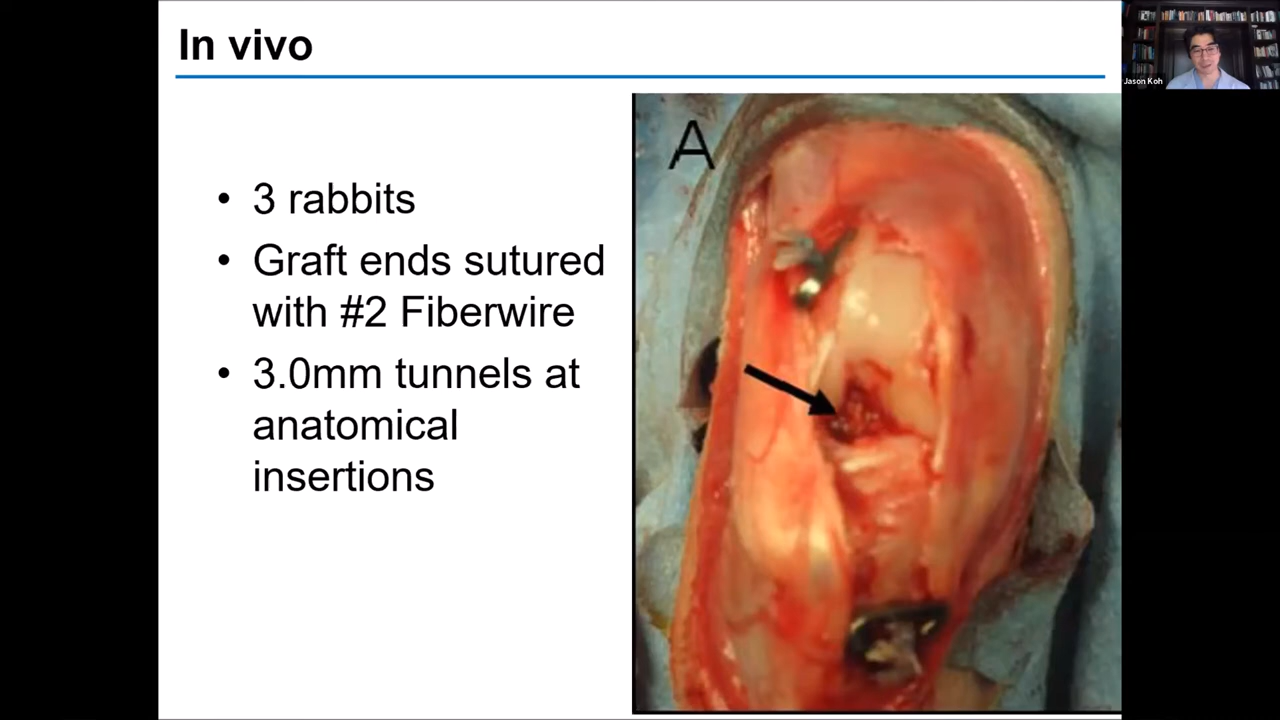 In vivo
Jason Koh
A
• 3 rabbits
• Graft ends sutured
with #2 Fiberwire
• 3.0mm tunnels at
anatomical
insertions